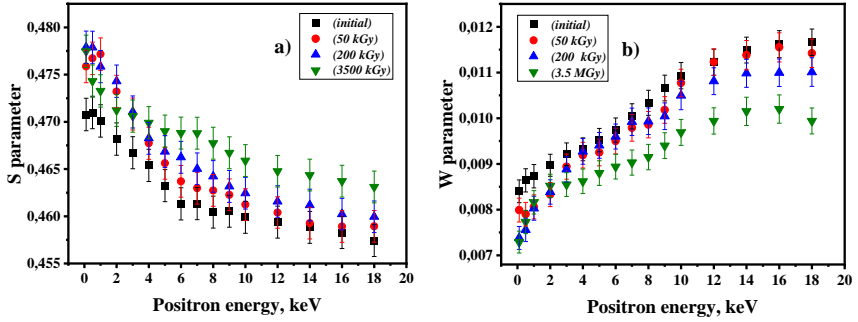 a)
(initial)
(50 kGy)
(200 kGy)
(3500 kGy)
S parameter
0,480
0,475
0,470
0,465
0,460
0,455
0 2 4 6 8 10 12 14 16 18 20
Positron energy, keV
b)
(initial)
(50 kGy)
(200 kGy)
(3.5 MGy)
W parameter
0,012
0,011
0,010
0,009
0,008
0,007
0 2 4 6 8 10 12 14 16 18 20
Positron energy, keV